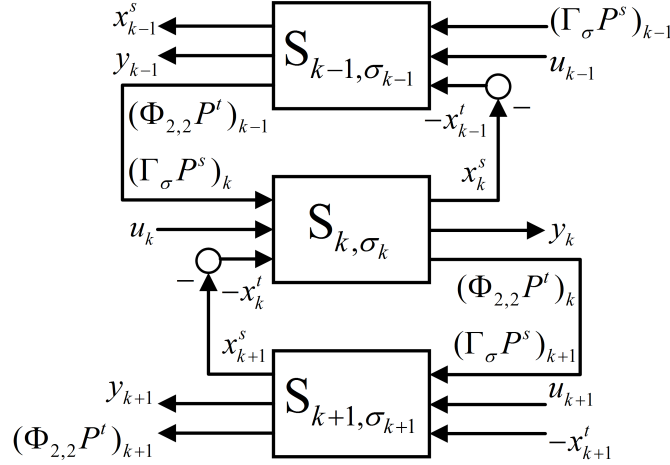 x^s_{k−1} S_{k−1,σ_{k−1}} (Γ_σ P^s)_{k−1}
y_{k−1} u_{k−1}
(Φ_{2,2} P^t)_{k−1} −x^t_{k−1} −
(Γ_σ P^s)_k x^s_k
u_k S_{k,σ_k} y_k
− −x^t_k (Φ_{2,2} P^t)_k
x^s_{k+1} (Γ_σ P^s)_{k+1}
y_{k+1} S_{k+1,σ_{k+1}} u_{k+1}
(Φ_{2,2} P^t)_{k+1} −x^t_{k+1}